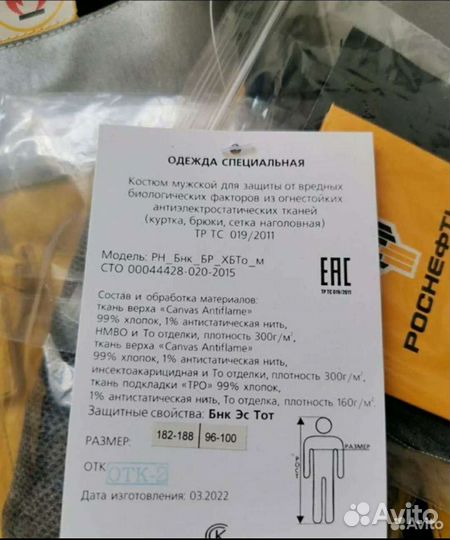 ОДЕЖДА СПЕЦИАЛЬНАЯ
Костюм мужской для защиты от вредных
биологических факторов из огнестойких
антиэлектростатических тканей
(куртка, брюки, сетка наголовная)
ТР ТС 019/2011
Модель: РН_Бнк_БР_ХБТо_м
СТО 00044428-020-2015
ЕАС
ТР ТС 019/2011
Состав и обработка материалов:
ткань верха «Canvas Antiflame»
99% хлопок, 1% антистатическая нить,
НМВО и То отделки, плотность 300г/м².
ткань верха «Canvas Antiflame»
99% хлопок, 1% антистатическая нить,
инсектоакарицидная и То отделки, плотность 300г/м².
ткань подкладки «ТРО» 99% хлопок,
1% антистатическая нить, То отделка, плотность 160г/м².
Защитные свойства: Бнк Эс Тот
РАЗМЕР: 182-188 96-100
ОТК ОТК-2
Дата изготовления: 03.2022
РОСТ
РАЗМЕР
РОСНЕФТЬ
Avito
Avito